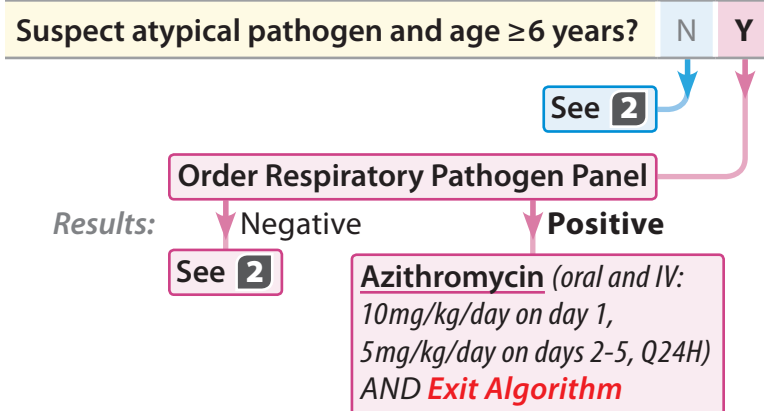 Suspect atypical pathogen and age ≥6 years? N Y
See 2
Order Respiratory Pathogen Panel
Results: Negative Positive
See 2
Azithromycin (oral and IV:
10mg/kg/day on day 1,
5mg/kg/day on days 2-5, Q24H)
AND Exit Algorithm